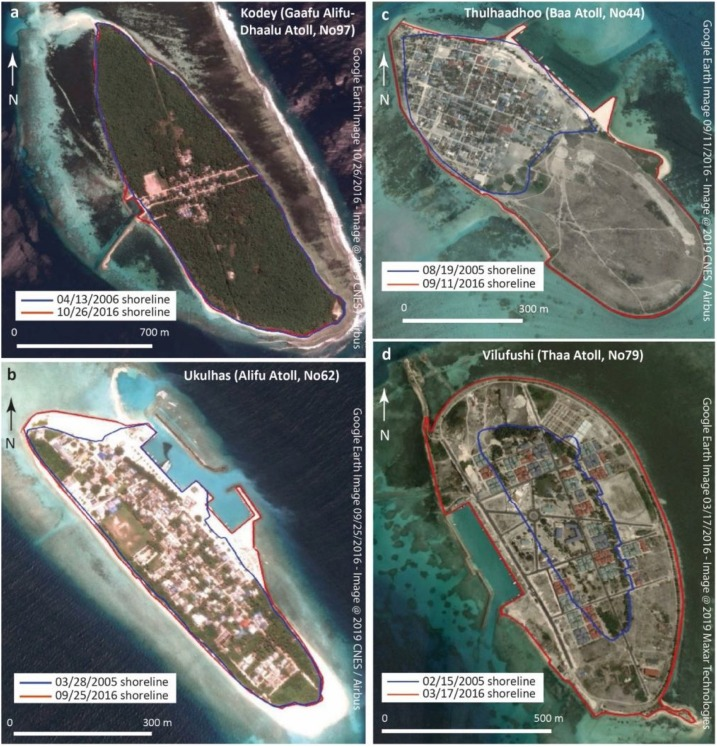 a
Kodey (Gaafu Alifu-
Dhaalu Atoll, No97)
N
Google Earth Image 10/26/2016 - Image @ 2019 CNES / Airbus
04/13/2006 shoreline
10/26/2016 shoreline
0
700 m
b
Ukulhas (Alifu Atoll, No62)
N
Google Earth Image 09/25/2016 - Image @ 2019 CNES / Airbus
03/28/2005 shoreline
09/25/2016 shoreline
0
300 m
c
Thulhaadhoo (Baa Atoll, No44)
N
Google Earth Image 09/11/2016 - Image @ 2019 CNES / Airbus
08/19/2005 shoreline
09/11/2016 shoreline
0
300 m
d
Vilufushi (Thaa Atoll, No79)
N
Google Earth Image 03/17/2016 - Image @ 2019 Maxar Technologies
02/15/2005 shoreline
03/17/2016 shoreline
0
500 m